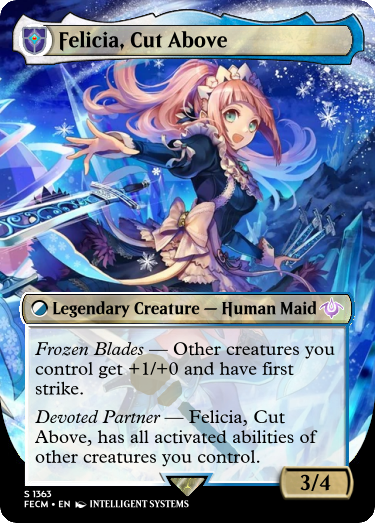 Felicia, Cut Above
Legendary Creature — Human Maid
Frozen Blades — Other creatures you
control get +1/+0 and have first
strike.
Devoted Partner — Felicia, Cut
Above, has all activated abilities of
other creatures you control.
3/4
S 1363
FECM • EN INTELLIGENT SYSTEMS